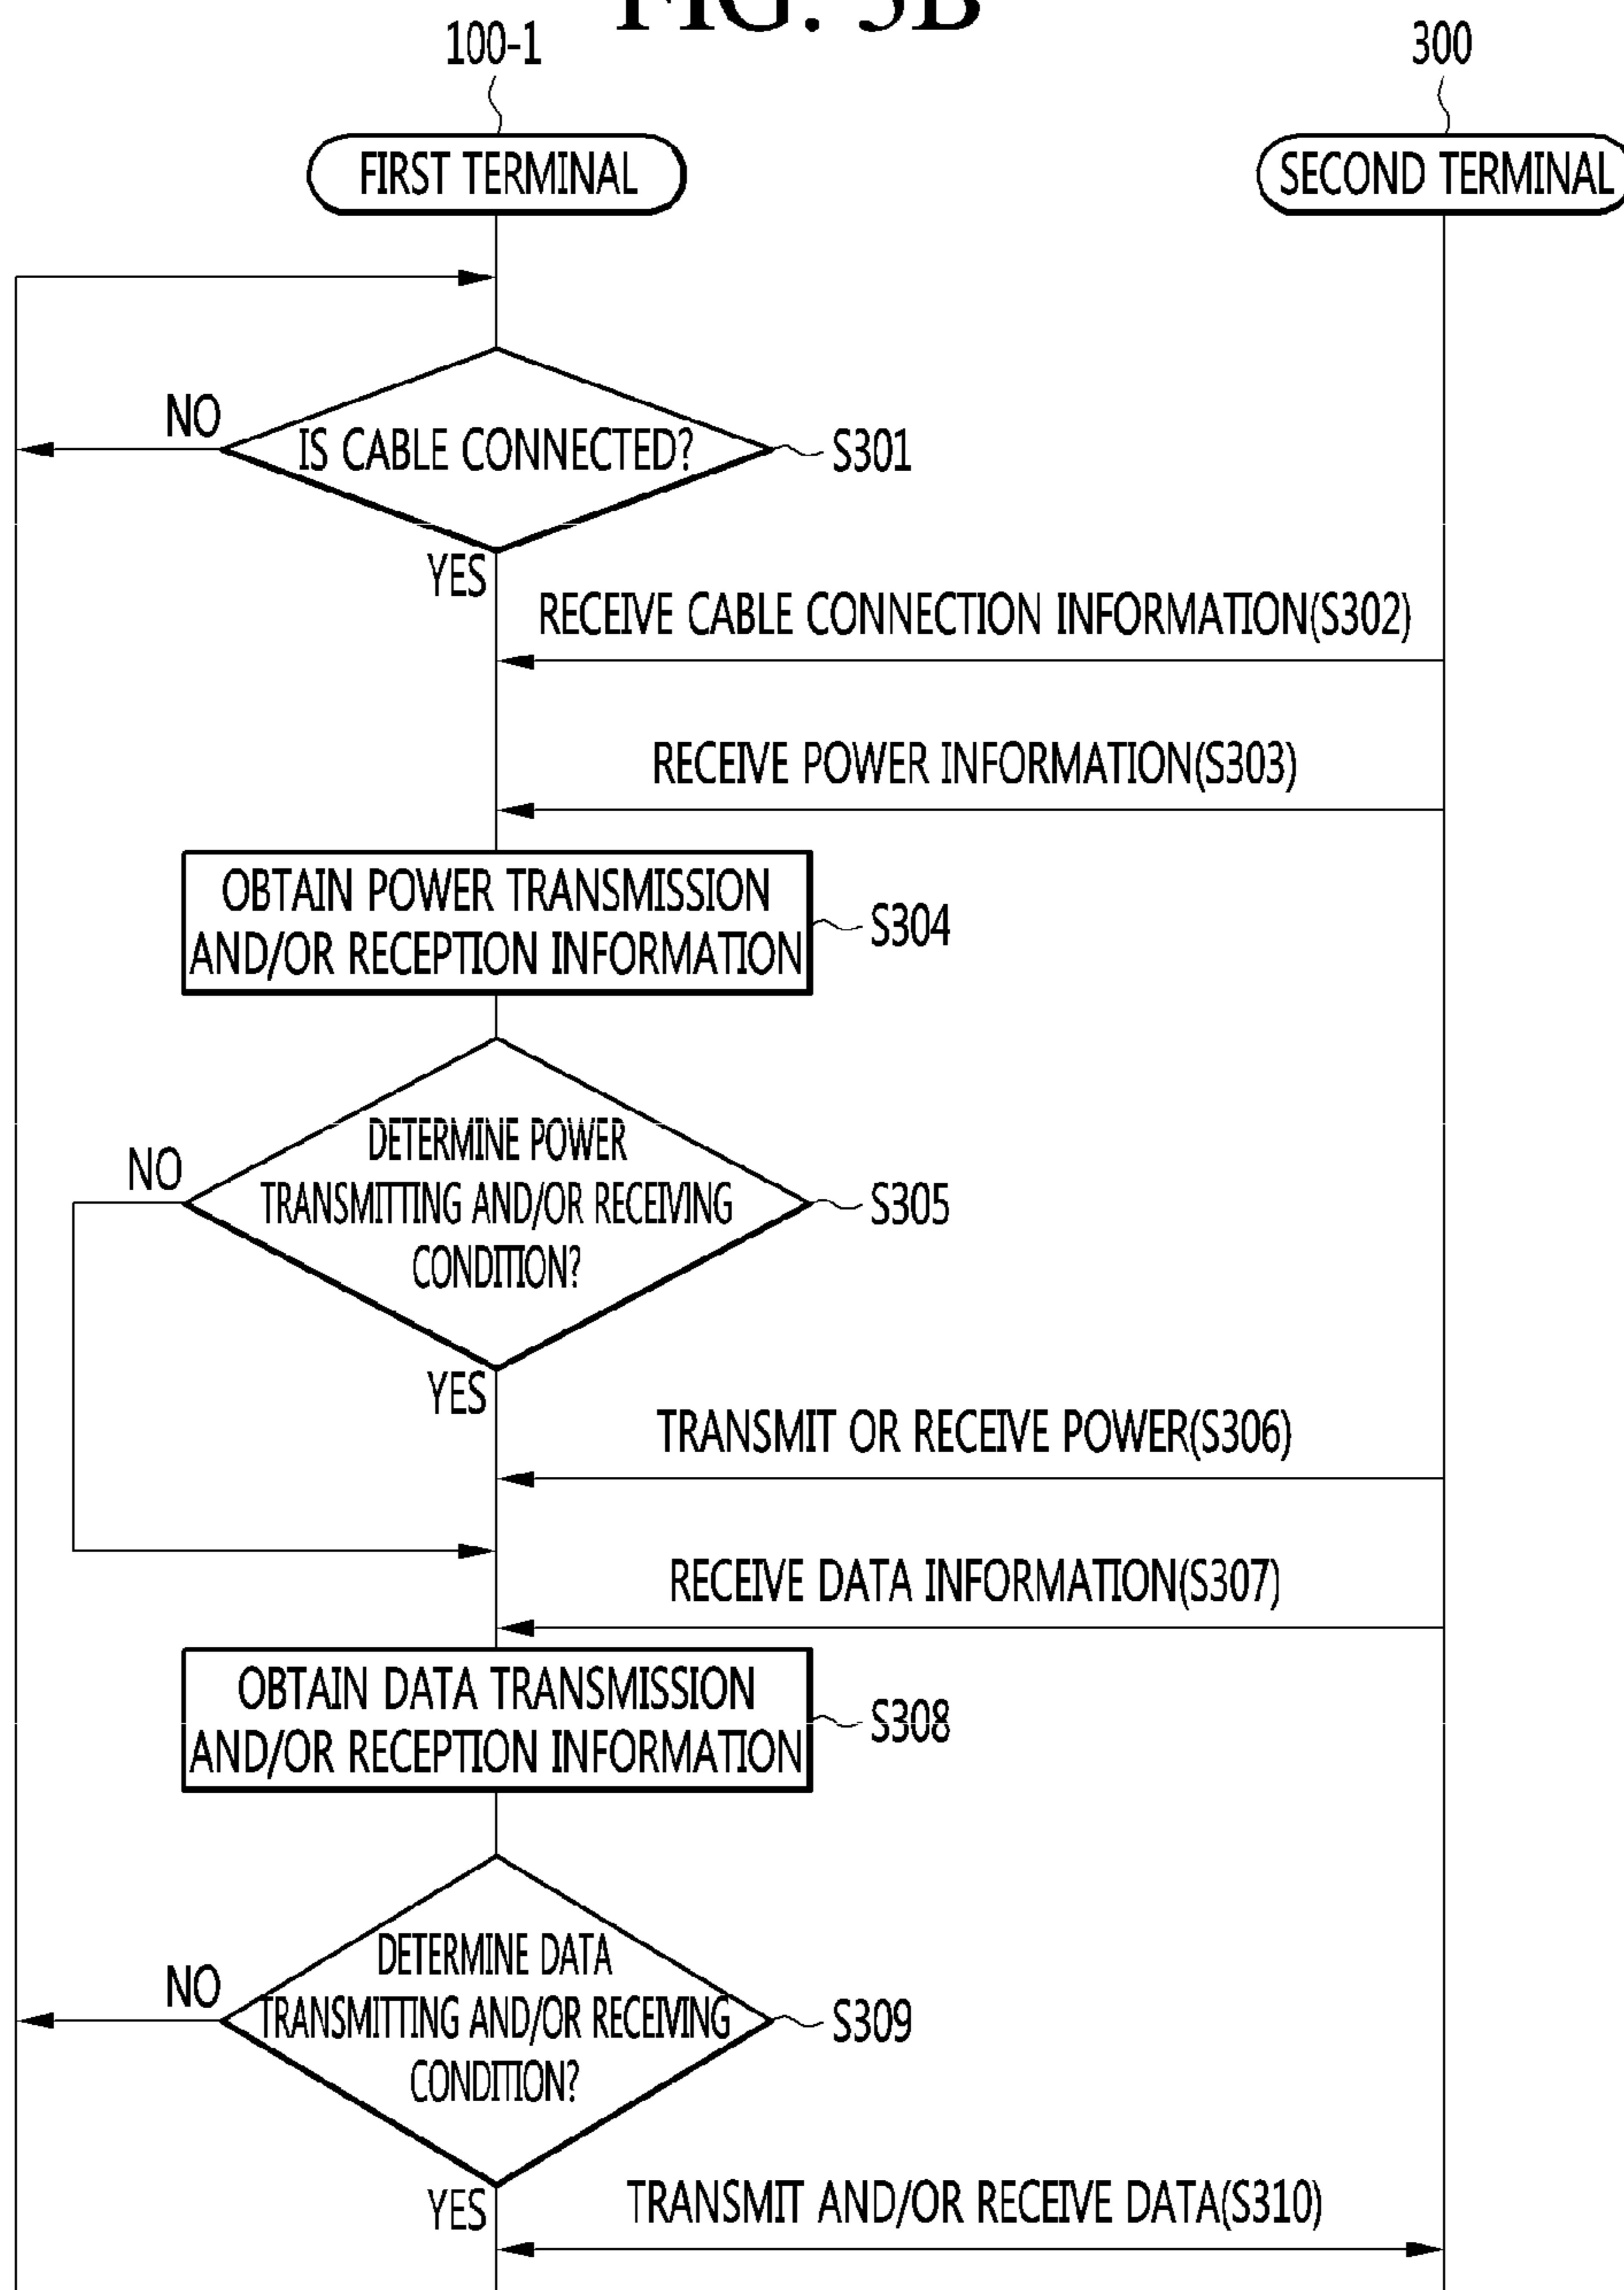 FIG. 5B
100-1
300
FIRST TERMINAL
SECOND TERMINAL
NO
IS CABLE CONNECTED?
S301
YES
RECEIVE CABLE CONNECTION INFORMATION(S302)
RECEIVE POWER INFORMATION(S303)
OBTAIN POWER TRANSMISSION
AND/OR RECEPTION INFORMATION
S304
DETERMINE POWER
TRANSMITTING AND/OR RECEIVING
CONDITION?
NO
S305
YES
TRANSMIT OR RECEIVE POWER(S306)
RECEIVE DATA INFORMATION(S307)
OBTAIN DATA TRANSMISSION
AND/OR RECEPTION INFORMATION
S308
DETERMINE DATA
TRANSMITTING AND/OR RECEIVING
CONDITION?
NO
S309
YES
TRANSMIT AND/OR RECEIVE DATA(S310)